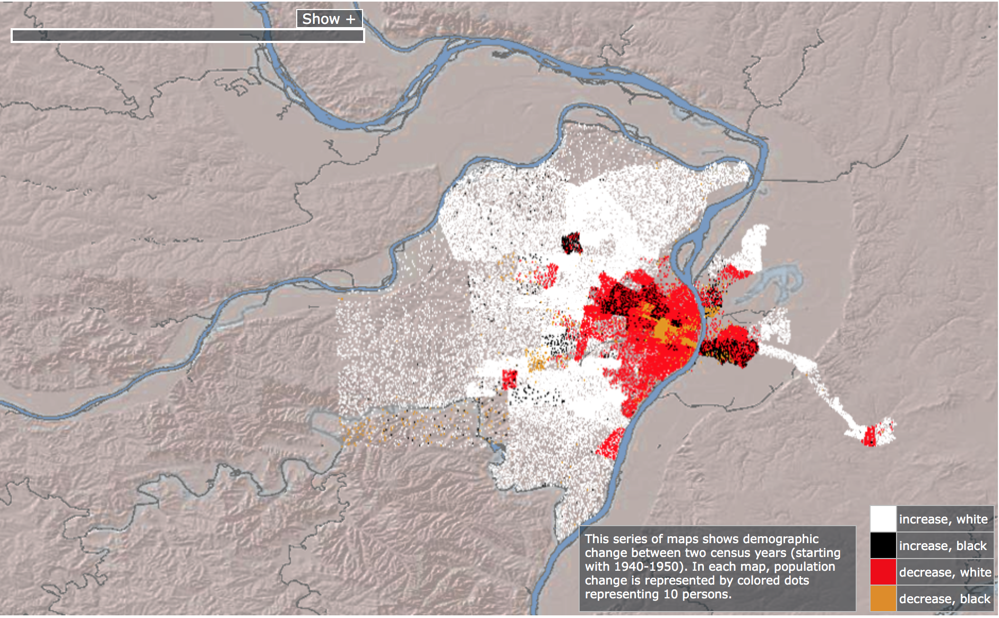 Show +
This series of maps shows demographic
change between two census years (starting
with 1940-1950). In each map, population
change is represented by colored dots
representing 10 persons.
increase, white
increase, black
decrease, white
decrease, black